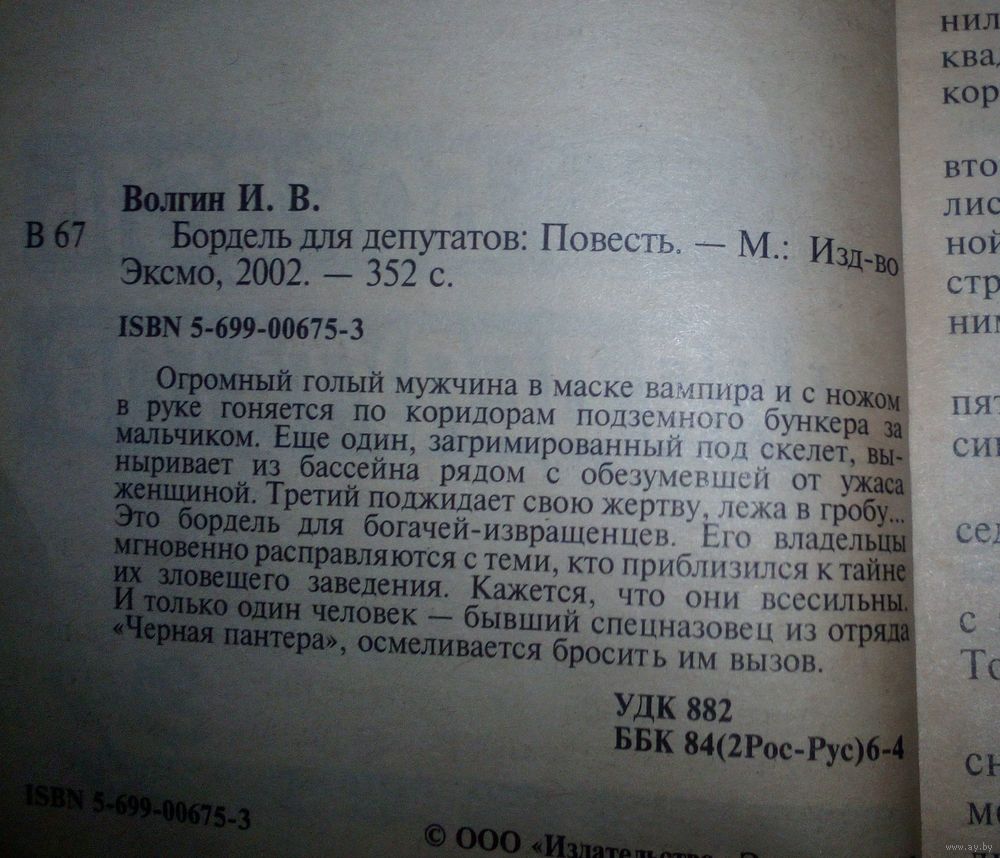 Волгин И. В.
В 67 Бордель для депутатов: Повесть. — М.: Изд-во
Эксмо, 2002. — 352 с.
ISBN 5-699-00675-3
Огромный голый мужчина в маске вампира и с ножом
в руке гоняется по коридорам подземного бункера за
мальчиком. Еще один, загримированный под скелет, вы-
ныривает из бассейна рядом с обезумевшей от ужаса
женщиной. Третий поджидает свою жертву, лежа в гробу...
Это бордель для богачей-извращенцев. Его владельцы
мгновенно расправляются с теми, кто приблизился к тайне
их зловещего заведения. Кажется, что они всесильны.
И только один человек — бывший спецназовец из отряда
«Черная пантера», осмеливается бросить им вызов.
УДК 882
ББК 84(2Рос-Рус)6-4
ISBN 5-699-00675-3
© ООО «Издательство
нил
ква
кор
вто
лис
ной
стр
ним
пят
сед
с
То
сн
мо
www.ay.by